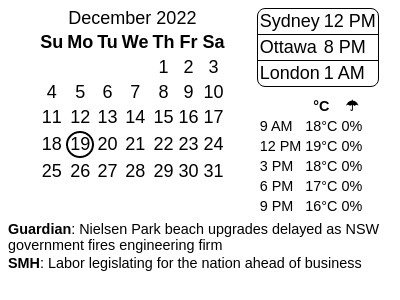 December 2022
Su Mo Tu We Th Fr Sa
1 2 3
4 5 6 7 8 9 10
11 12 13 14 15 16 17
18 19 20 21 22 23 24
25 26 27 28 29 30 31
Sydney 12 PM
Ottawa 8 PM
London 1 AM
°C ☂
9 AM 18°C 0%
12 PM 19°C 0%
3 PM 18°C 0%
6 PM 17°C 0%
9 PM 16°C 0%
Guardian: Nielsen Park beach upgrades delayed as NSW
government fires engineering firm
SMH: Labor legislating for the nation ahead of business